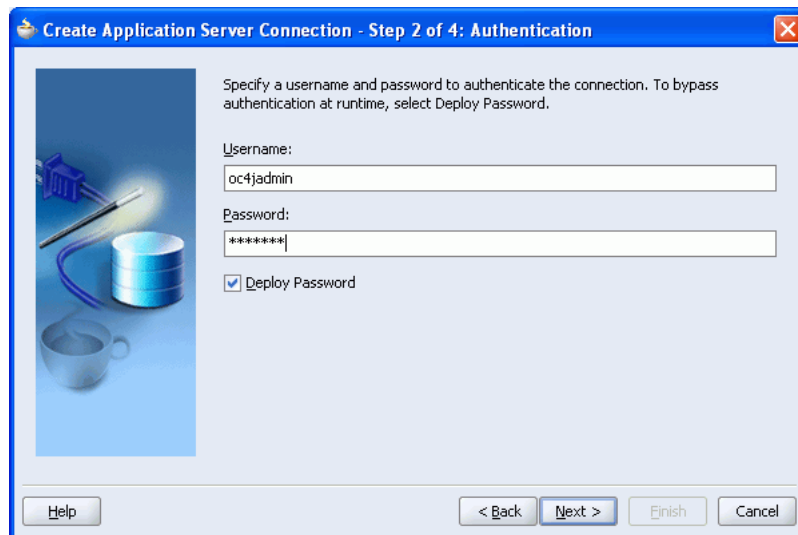 Create Application Server Connection - Step 2 of 4: Authentication
Specify a username and password to authenticate the connection. To bypass
authentication at runtime, select Deploy Password.
Username:
oc4jadmin
Password:
*******
Deploy Password
Help
< Back
Next >
Finish
Cancel